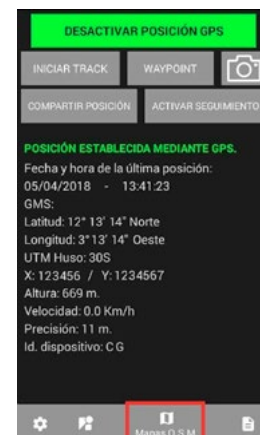 DESACTIVAR POSICIÓN GPS
INICIAR TRACK
WAYPOINT
COMPARTIR POSICIÓN
ACTIVAR SEGUIMIENTO
POSICIÓN ESTABLECIDA MEDIANTE GPS.
Fecha y hora de la última posición:
05/04/2018 - 13:41:23
GMS:
Latitud: 12° 13' 14" Norte
Longitud: 3° 13' 14" Oeste
UTM Huso: 30S
X: 123456 / Y: 1234567
Altura: 669 m.
Velocidad: 0.0 Km/h
Precisión: 11 m.
Id. dispositivo: C G
Mapas O.S.M.